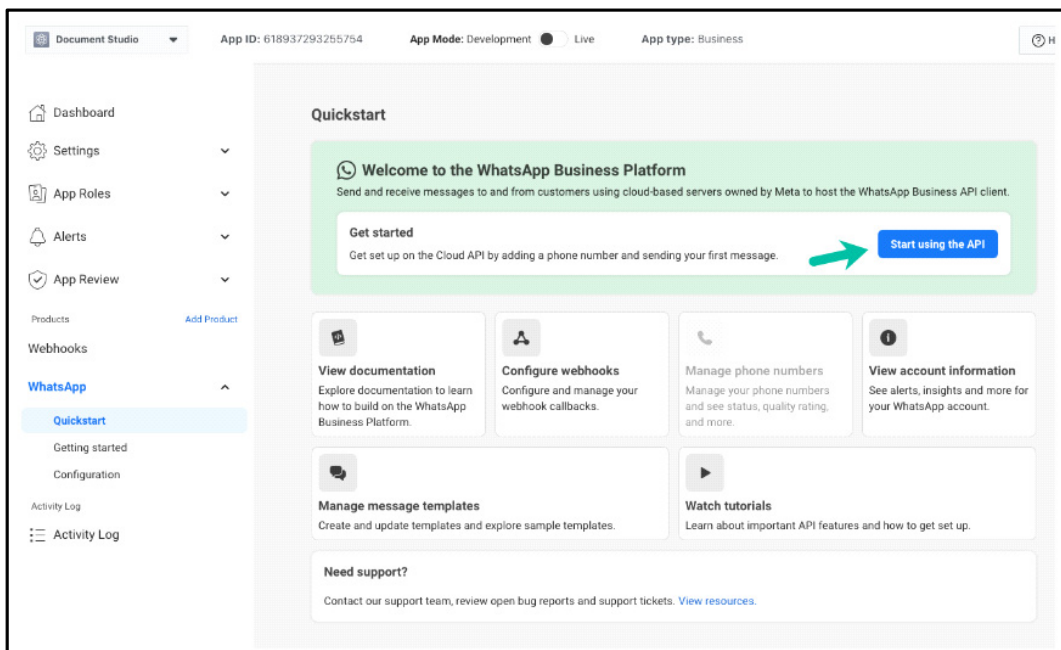 Document Studio
App ID: 618937293255754
App Mode: Development
Live
App type: Business
H
Dashboard
Settings
App Roles
Alerts
App Review
Products
Add Product
Webhooks
WhatsApp
Quickstart
Getting started
Configuration
Activity Log
Activity Log
Quickstart
Welcome to the WhatsApp Business Platform
Send and receive messages to and from customers using cloud-based servers owned by Meta to host the WhatsApp Business API client.
Get started
Get set up on the Cloud API by adding a phone number and sending your first message.
Start using the API
View documentation
Explore documentation to learn
how to build on the WhatsApp
Business Platform.
Configure webhooks
Configure and manage your
webhook callbacks.
Manage phone numbers
Manage your phone numbers
and see status, quality rating,
and more.
View account information
See alerts, insights and more for
your WhatsApp account.
Manage message templates
Create and update templates and explore sample templates.
Watch tutorials
Learn about important API features and how to get set up.
Need support?
Contact our support team, review open bug reports and support tickets. View resources.